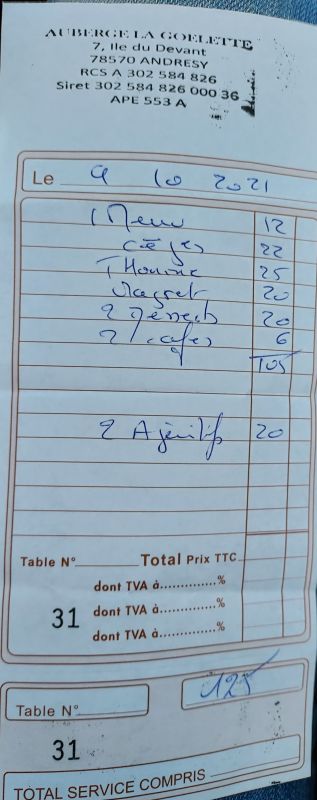 AUBERGE LA GOELETTE
7, Ile du Devant
78570 ANDRESY
RCS A 302 584 826
Siret 302 584 826 000 36
APE 553 A
Le 9 10 2021
1 Menu 12
Cèpes 22
1 Homme 25
Magret 20
2 Desserts 20
2 Cafés 6
105
2 Apéritifs 20
Table N° Total Prix TTC
dont TVA à..............%
31 dont TVA à..............%
dont TVA à..............%
125
Table N°
31
TOTAL SERVICE COMPRIS